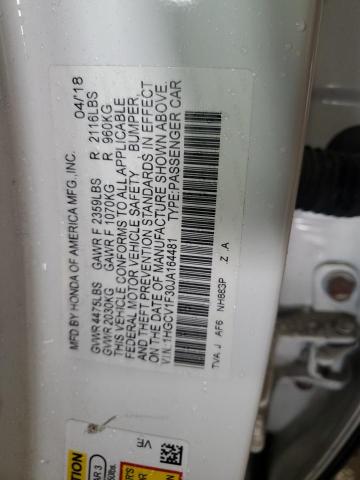 MFD BY HONDA OF AMERICA MFG.,INC. 04/'18
GVWR 4475LBS GAWR F 2359LBS R 2116LBS
GVWR 2030KG GAWR F 1070KG R 960KG
THIS VEHICLE CONFORMS TO ALL APPLICABLE
FEDERAL MOTOR VEHICLE SAFETY, BUMPER,
AND THEFT PREVENTION STANDARDS IN EFFECT
ON THE DATE OF MANUFACTURE SHOWN ABOVE.
V.I.N. 1HGCV1F30JA164481 TYPE:PASSENGER CAR
TVA J AF6 NH883P Z A